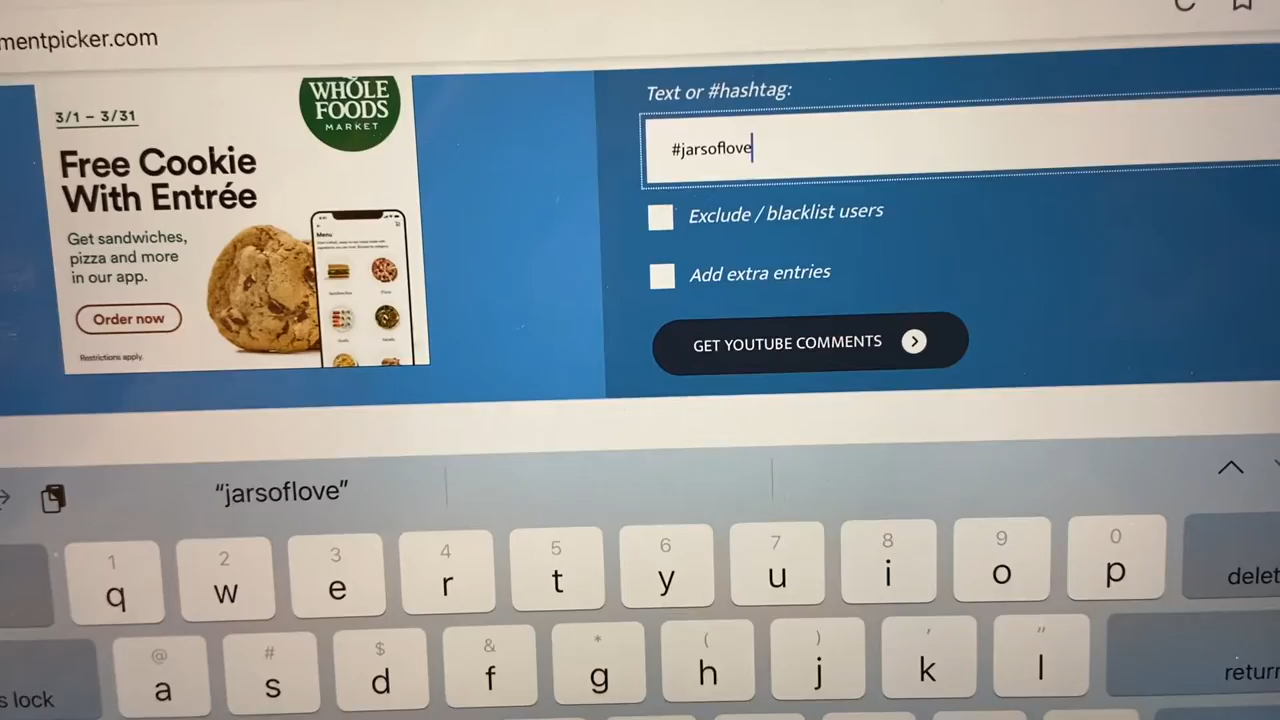 mentpicker.com
WHOLE
FOODS
MARKET
3/1 – 3/31
Free Cookie
With Entrée
Get sandwiches,
pizza and more
in our app.
Order now
Restrictions apply.
Menu
Text or #hashtag:
#jarsoflove
Exclude / blacklist users
Add extra entries
GET YOUTUBE COMMENTS
“jarsoflove”
1 2 3 4 5 6 7 8 9 0
q w e r t y u i o p
delet
@ # $ & * ( ) ' "
a s d f g h j k l
s lock
return